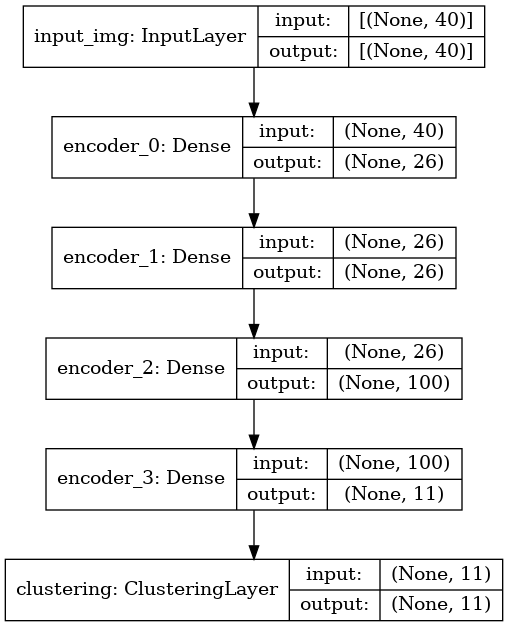 input_img: InputLayer
input:
[(None, 40)]
output:
[(None, 40)]
encoder_0: Dense
input:
(None, 40)
output:
(None, 26)
encoder_1: Dense
input:
(None, 26)
output:
(None, 26)
encoder_2: Dense
input:
(None, 26)
output:
(None, 100)
encoder_3: Dense
input:
(None, 100)
output:
(None, 11)
clustering: ClusteringLayer
input:
(None, 11)
output:
(None, 11)